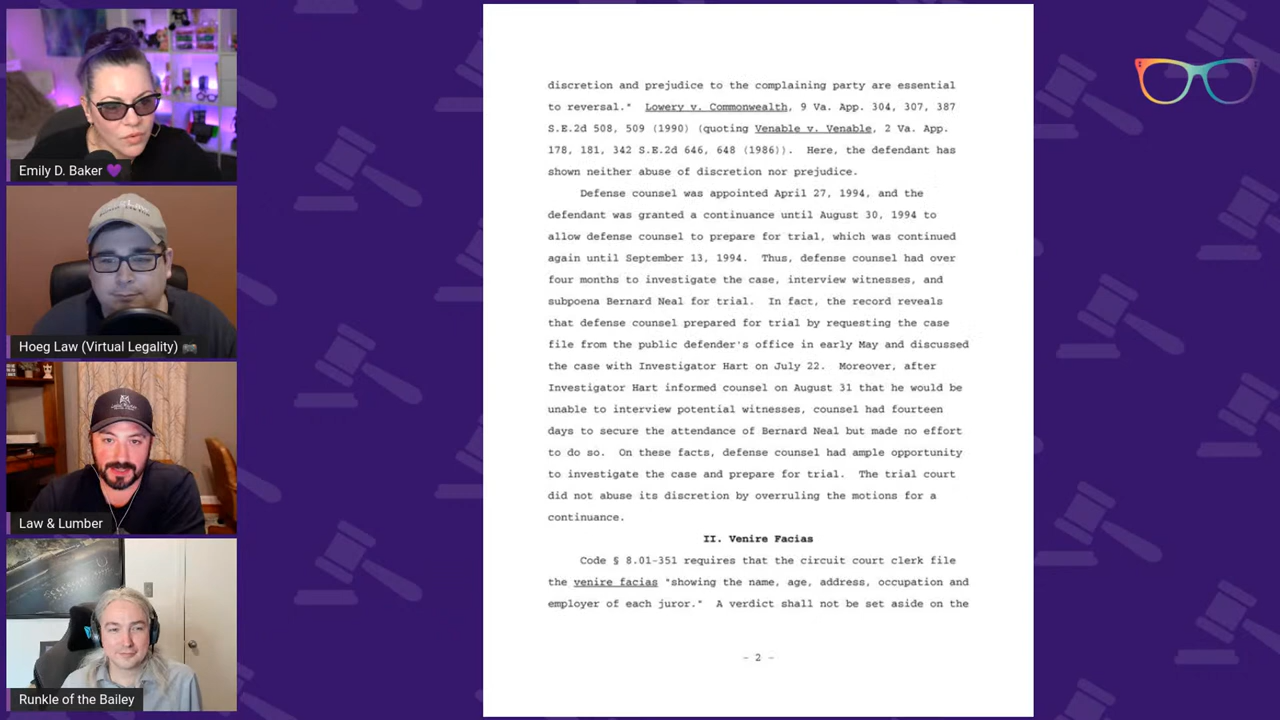 Emily D. Baker 💜
Hoeg Law (Virtual Legality) 🎮
Law & Lumber
Runkle of the Bailey
discretion and prejudice to the complaining party are essential
to reversal." Lowery v. Commonwealth, 9 Va. App. 304, 307, 387
S.E.2d 508, 509 (1990) (quoting Venable v. Venable, 2 Va. App.
178, 181, 342 S.E.2d 646, 648 (1986)). Here, the defendant has
shown neither abuse of discretion nor prejudice.
Defense counsel was appointed April 27, 1994, and the
defendant was granted a continuance until August 30, 1994 to
allow defense counsel to prepare for trial, which was continued
again until September 13, 1994. Thus, defense counsel had over
four months to investigate the case, interview witnesses, and
subpoena Bernard Neal for trial. In fact, the record reveals
that defense counsel prepared for trial by requesting the case
file from the public defender's office in early May and discussed
the case with Investigator Hart on July 22. Moreover, after
Investigator Hart informed counsel on August 31 that he would be
unable to interview potential witnesses, counsel had fourteen
days to secure the attendance of Bernard Neal but made no effort
to do so. On these facts, defense counsel had ample opportunity
to investigate the case and prepare for trial. The trial court
did not abuse its discretion by overruling the motions for a
continuance.
II. Venire Facias
Code § 8.01-351 requires that the circuit court clerk file
the venire facias "showing the name, age, address, occupation and
employer of each juror." A verdict shall not be set aside on the
- 2 -